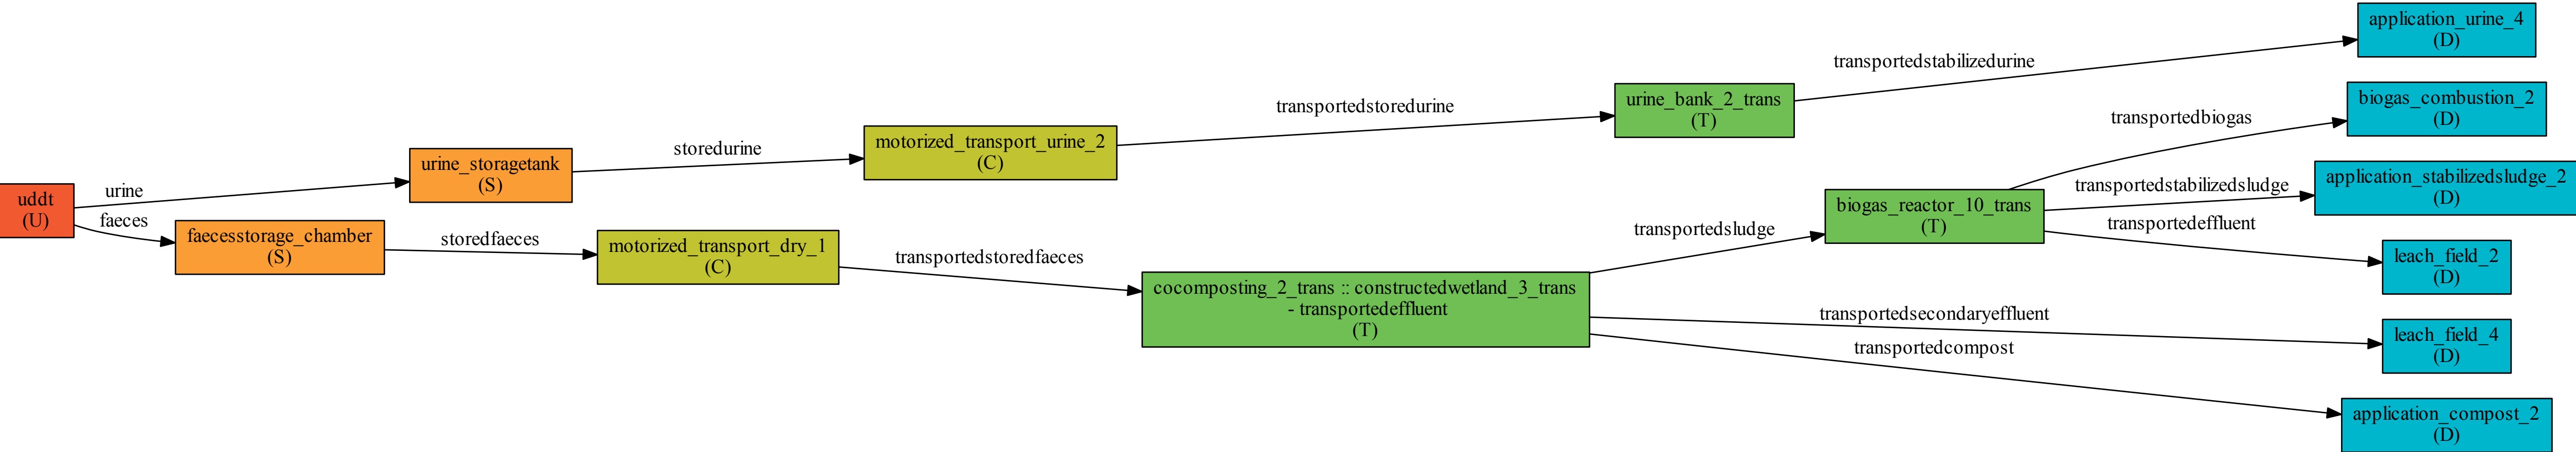 uddt
(U)
urine
faeces
urine_storagetank
(S)
faecesstorage_chamber
(S)
storedurine
storedfaeces
motorized_transport_urine_2
(C)
motorized_transport_dry_1
(C)
transportedstoredurine
transportedstoredfaeces
urine_bank_2_trans
(T)
cocomposting_2_trans :: constructedwetland_3_trans
- transportedeffluent
(T)
transportedstabilizedurine
transportedsludge
biogas_reactor_10_trans
(T)
transportedbiogas
transportedstabilizedsludge
transportedeffluent
transportedsecondaryeffluent
transportedcompost
application_urine_4
(D)
biogas_combustion_2
(D)
application_stabilizedsludge_2
(D)
leach_field_2
(D)
leach_field_4
(D)
application_compost_2
(D)